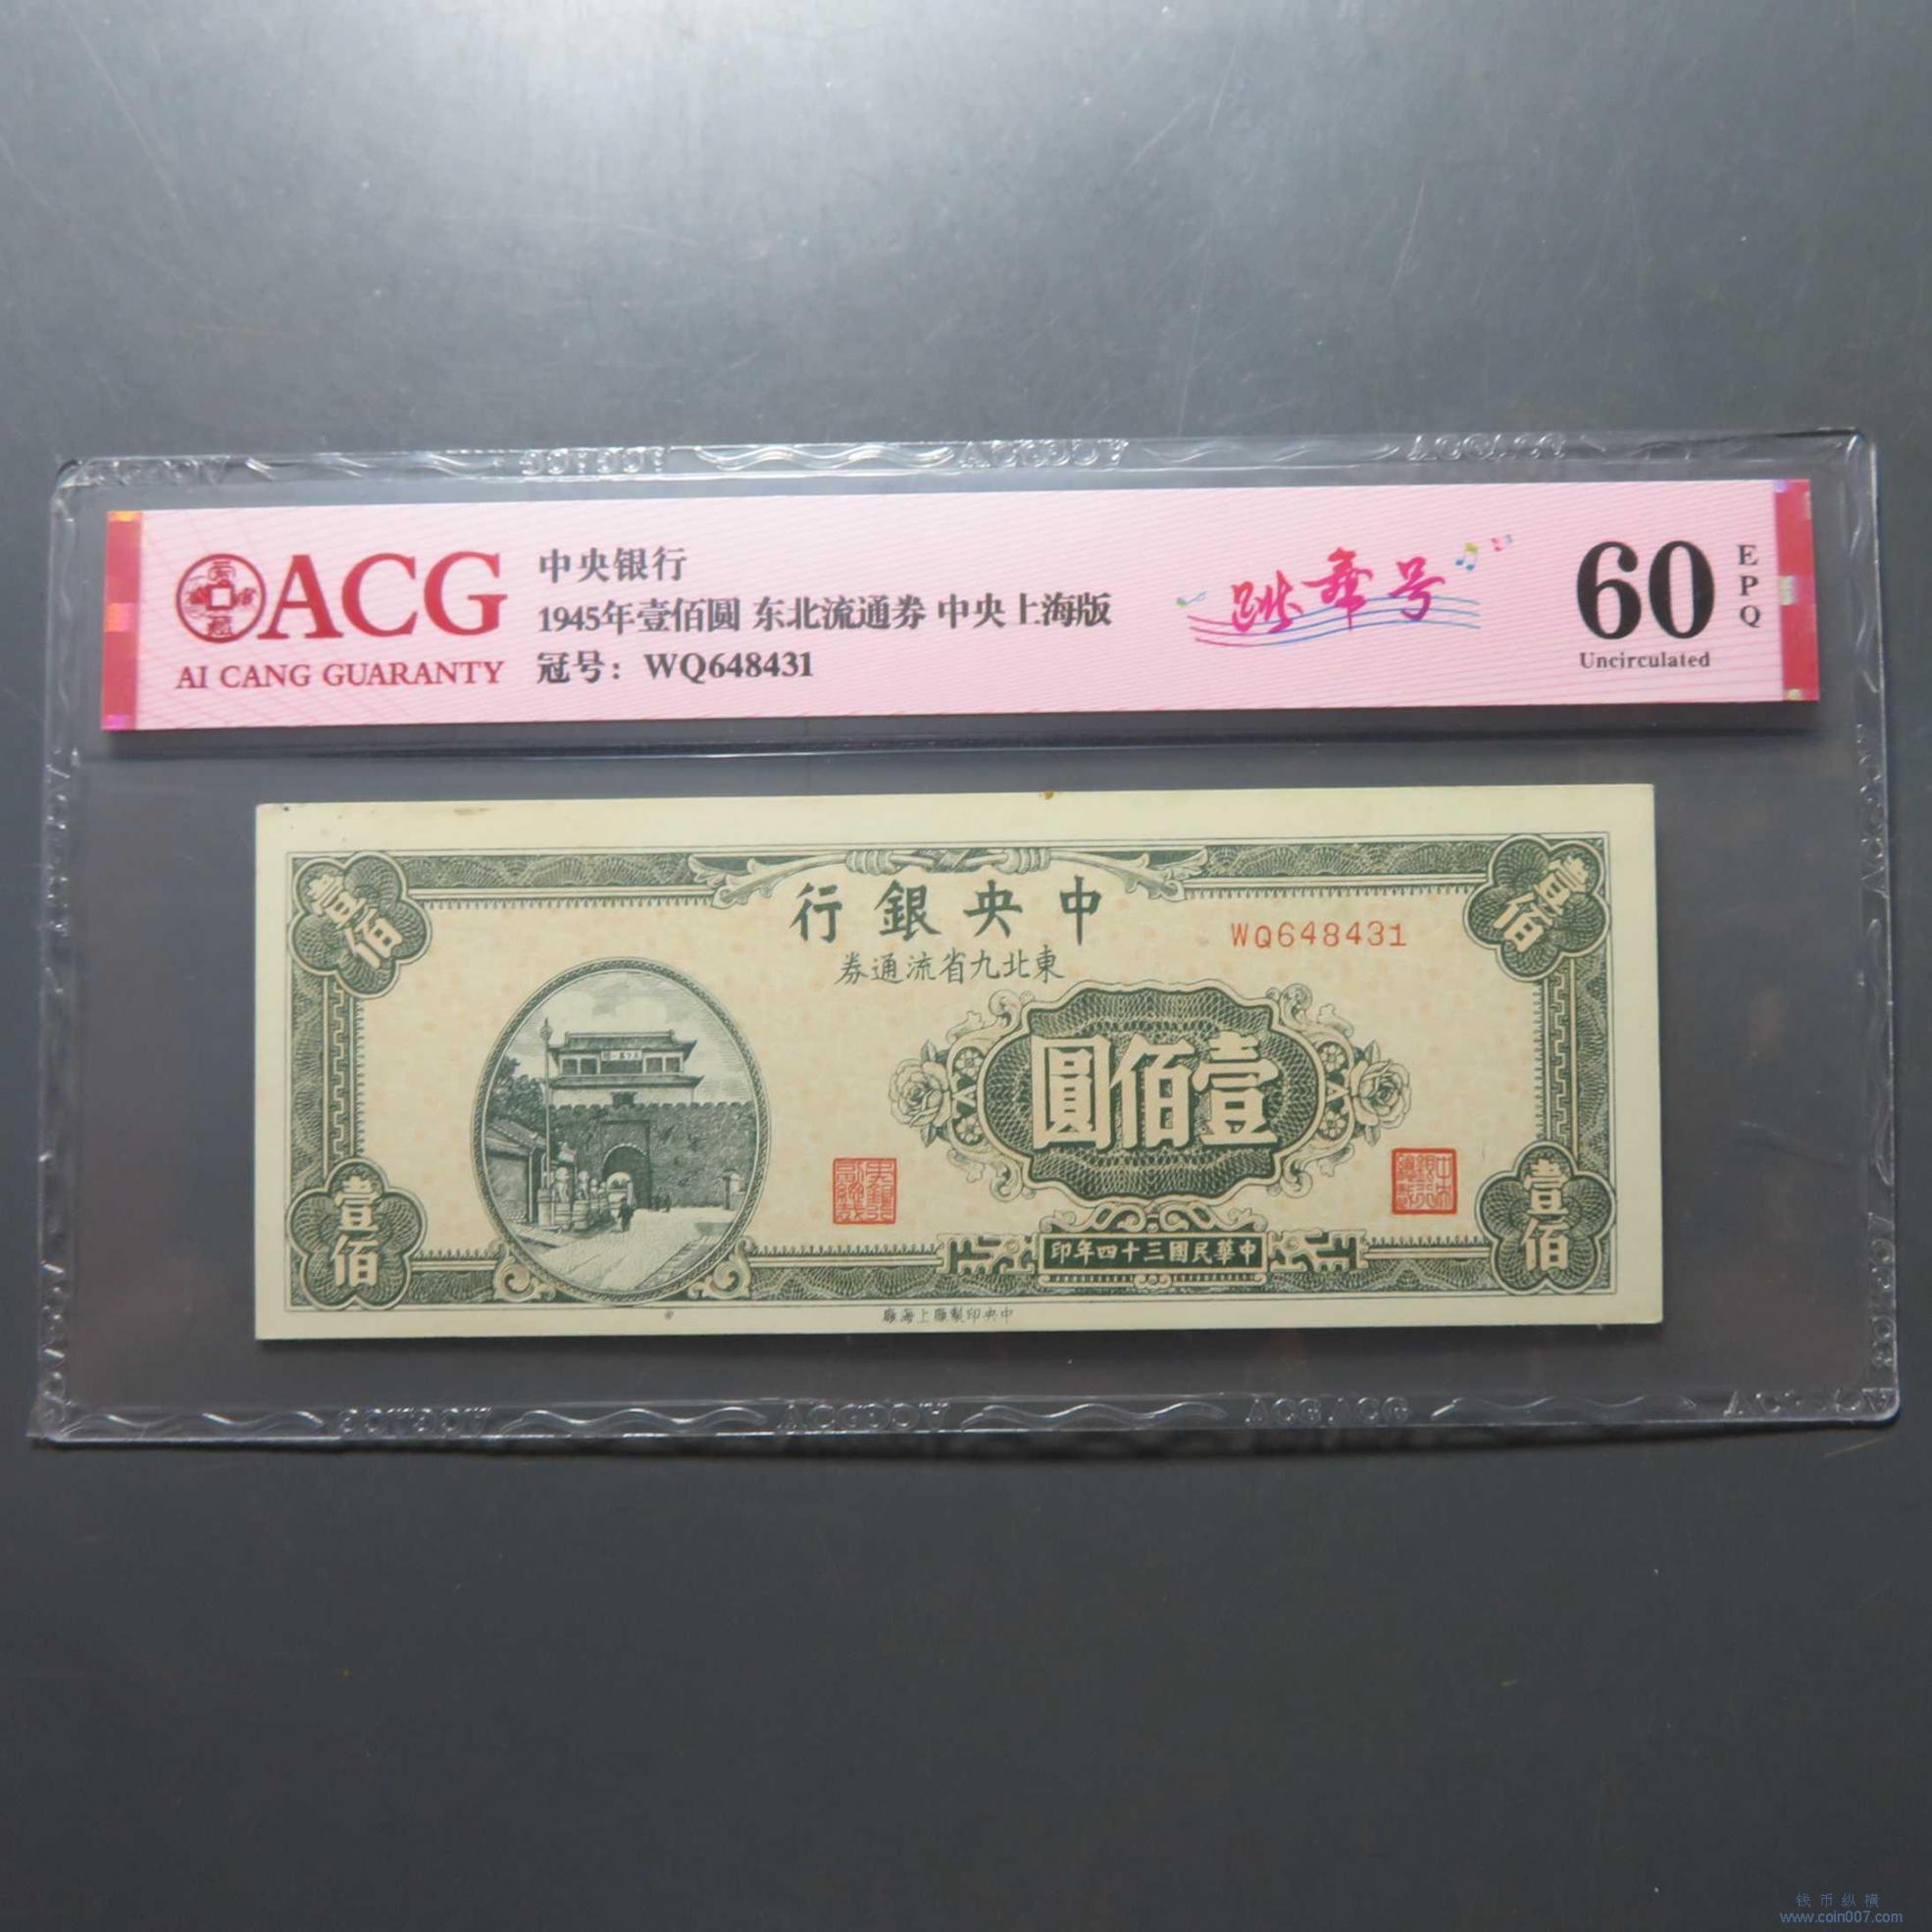 ACG
AI CANG GUARANTY
中央银行
1945年壹佰圆 东北流通券 中央上海版
冠号：WQ648431
跳舞号
60
EPQ
Uncirculated
壹佰
行銀央中
WQ648431
壹佰
券通流省九北東
圓佰壹
壹佰
印年四十三國民華中
壹佰
廠海上廠製印央中
钱币纵横
www.coin007.com